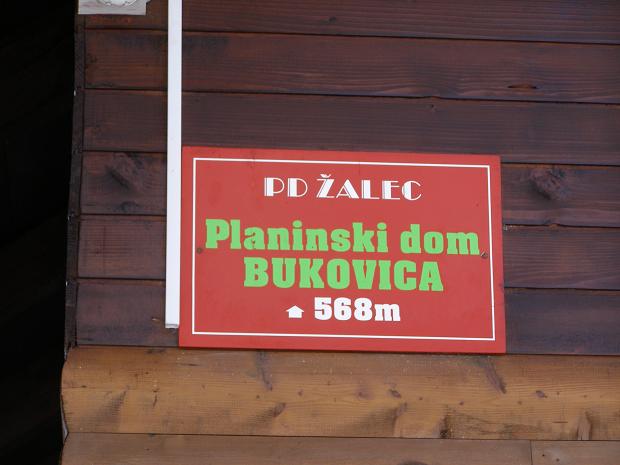 PD ŽALEC
Planinski dom
BUKOVICA
568m